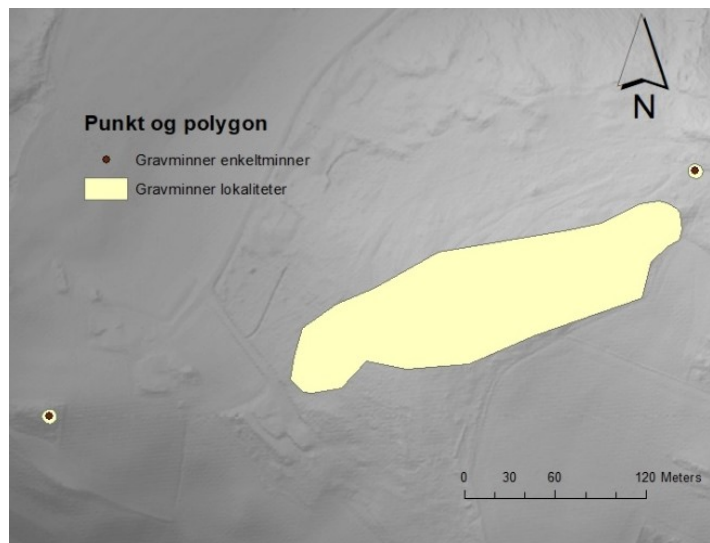 N
Punkt og polygon
Gravminner enkeltminner
Gravminner lokaliteter
0 30 60 120 Meters